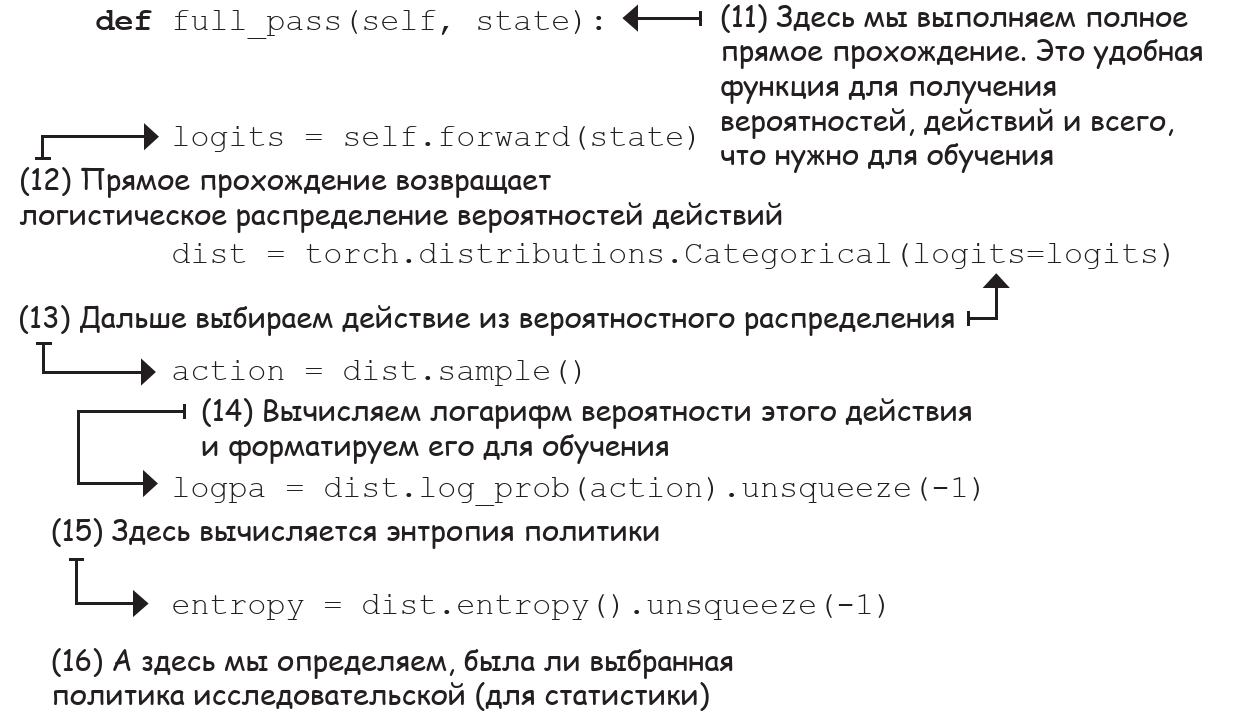 def full_pass(self, state):
(11) Здесь мы выполняем полное
прямое прохождение. Это удобная
функция для получения
вероятностей, действий и всего,
что нужно для обучения
logits = self.forward(state)
(12) Прямое прохождение возвращает
логистическое распределение вероятностей действий
dist = torch.distributions.Categorical(logits=logits)
(13) Дальше выбираем действие из вероятностного распределения
action = dist.sample()
(14) Вычисляем логарифм вероятности этого действия
и форматируем его для обучения
logpa = dist.log_prob(action).unsqueeze(-1)
(15) Здесь вычисляется энтропия политики
entropy = dist.entropy().unsqueeze(-1)
(16) А здесь мы определяем, была ли выбранная
политика исследовательской (для статистики)